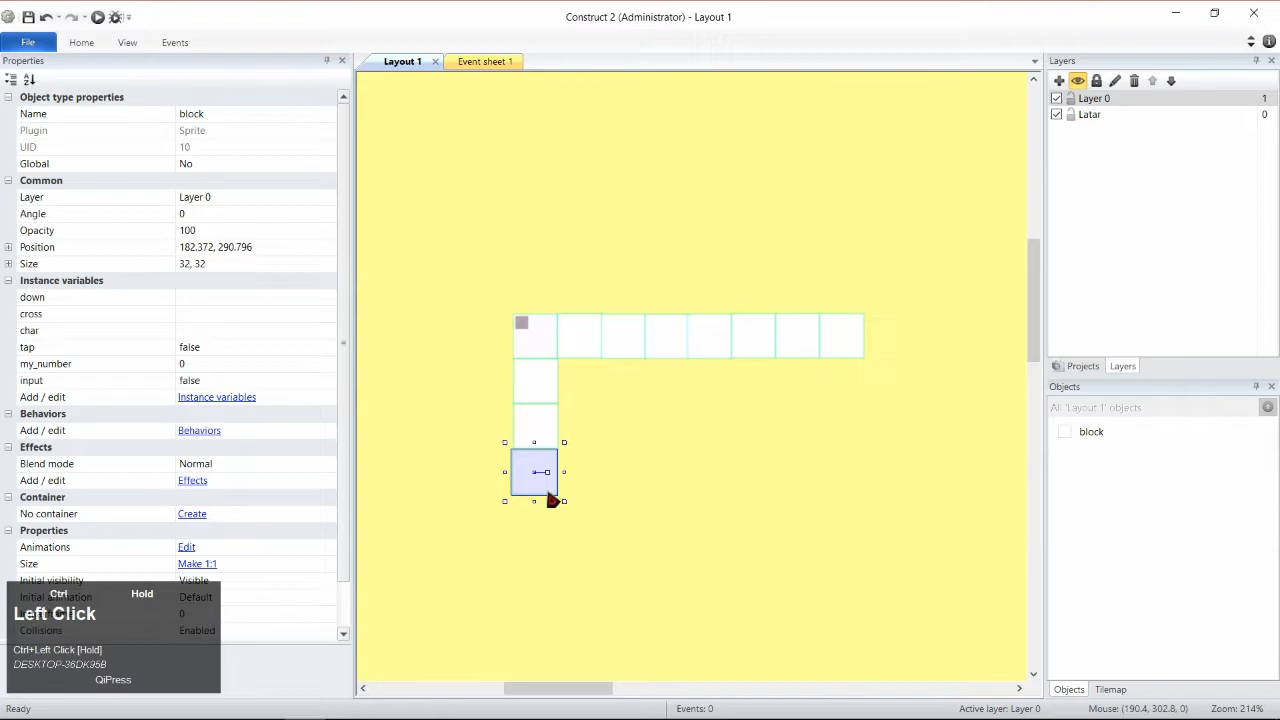 Construct 2 (Administrator) - Layout 1
File Home View Events
Properties
Layout 1
Event sheet 1
Layers
Object type properties
Name block
Plugin Sprite
UID 10
Global No
Common
Layer Layer 0
Angle 0
Opacity 100
Position 182.372, 290.796
Size 32, 32
Instance variables
down
cross
char
tap false
my_number 0
input false
Add / edit Instance variables
Behaviors
Add / edit Behaviors
Effects
Blend mode Normal
Add / edit Effects
Container
No container Create
Properties
Animations Edit
Size Make 1:1
Initial visibility Visible
Initial animation Default
0
Collisions Enabled
Ctrl Hold
Left Click
Ctrl+Left Click [Hold]
DESKTOP-36DK95B
QiPress
Layer 0 1
Latar 0
Projects Layers
Objects
All 'Layout 1' objects
block
Objects Tilemap
Ready
Events: 0
Active layer: Layer 0
Mouse: (190.4, 302.8, 0)
Zoom: 214%